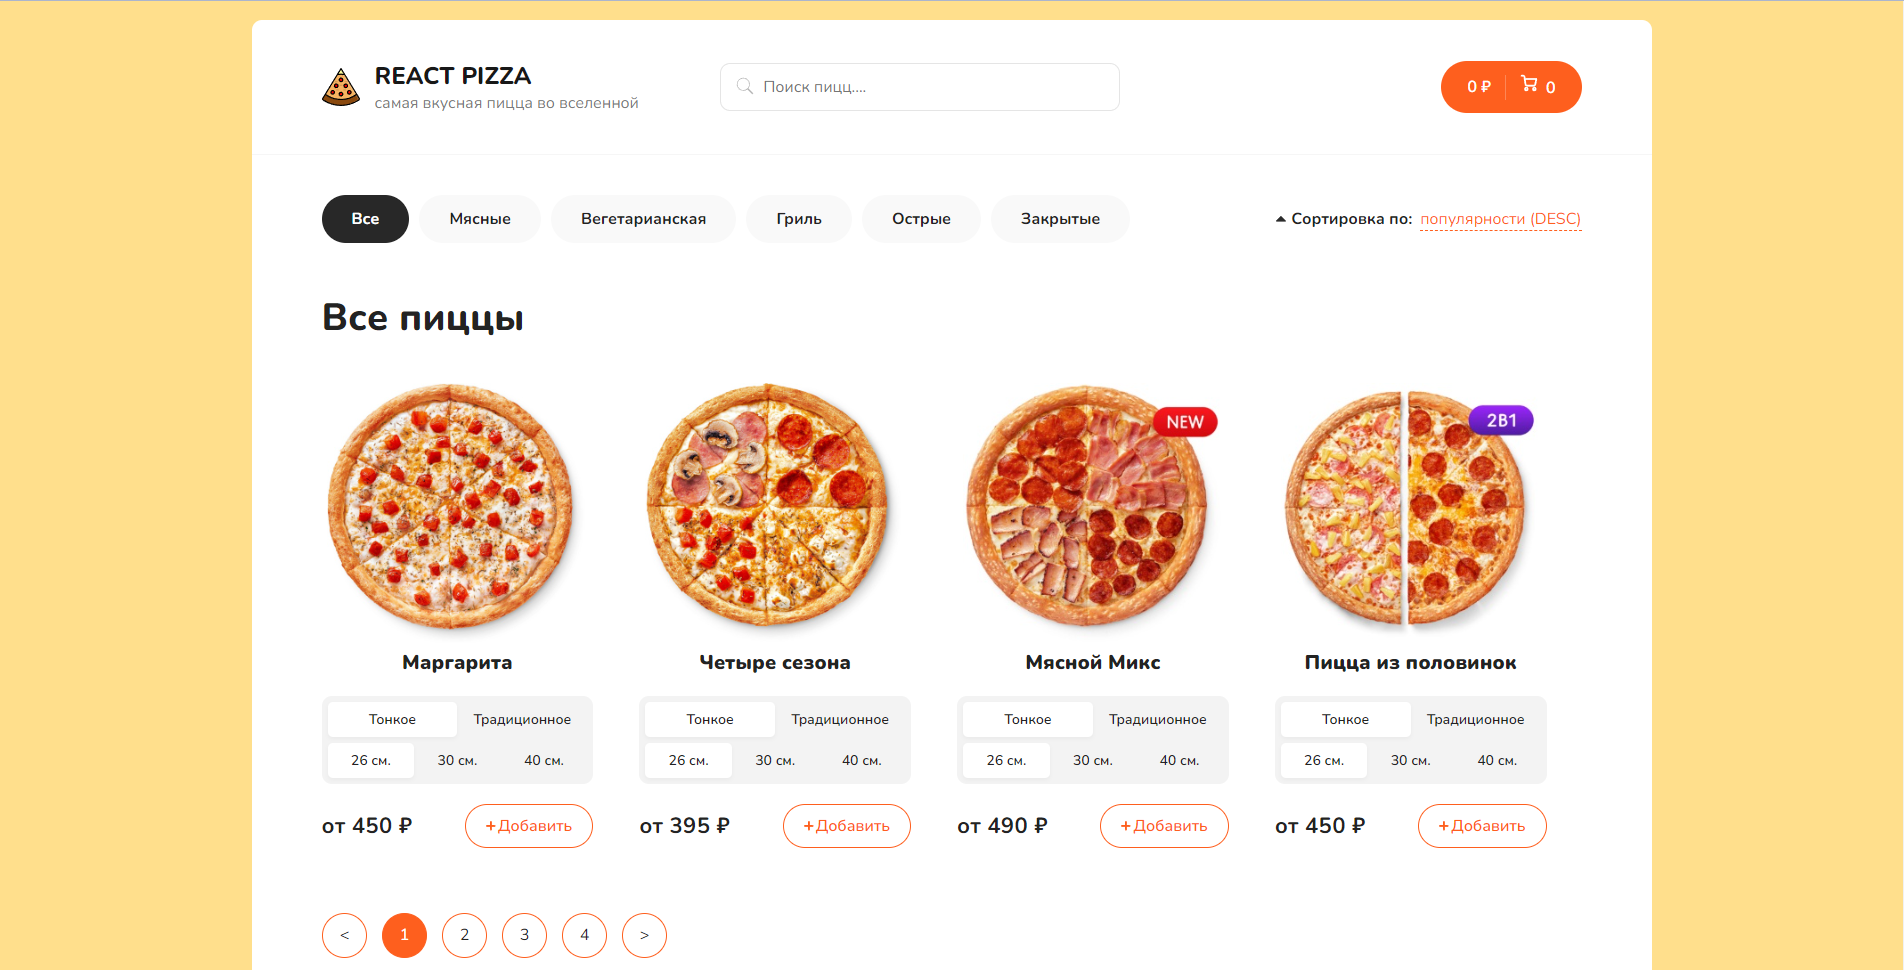 REACT PIZZA
самая вкусная пицца во вселенной
Поиск пицц....
0 ₽ 0
Все Мясные Вегетарианская Гриль Острые Закрытые Сортировка по: популярности (DESC)
Все пиццы
NEW
2В1
Маргарита Четыре сезона Мясной Микс Пицца из половинок
Тонкое Традиционное Тонкое Традиционное Тонкое Традиционное Тонкое Традиционное
26 см. 30 см. 40 см. 26 см. 30 см. 40 см. 26 см. 30 см. 40 см. 26 см. 30 см. 40 см.
от 450 ₽ +Добавить от 395 ₽ +Добавить от 490 ₽ +Добавить от 450 ₽ +Добавить
< 1 2 3 4 >